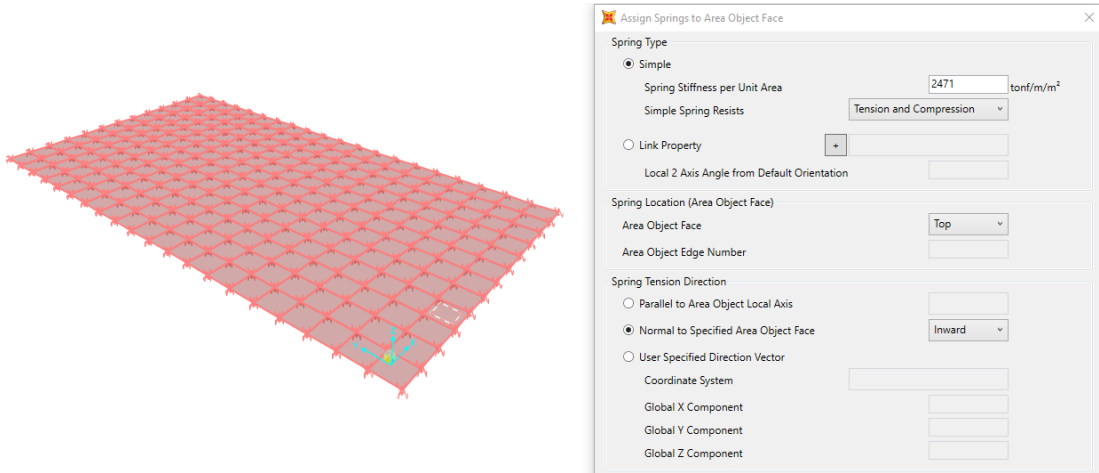 Assign Springs to Area Object Face
Spring Type
Simple
Spring Stiffness per Unit Area 2471 tonf/m/m²
Simple Spring Resists Tension and Compression
Link Property +
Local 2 Axis Angle from Default Orientation
Spring Location (Area Object Face)
Area Object Face Top
Area Object Edge Number
Spring Tension Direction
Parallel to Area Object Local Axis
Normal to Specified Area Object Face Inward
User Specified Direction Vector
Coordinate System
Global X Component
Global Y Component
Global Z Component